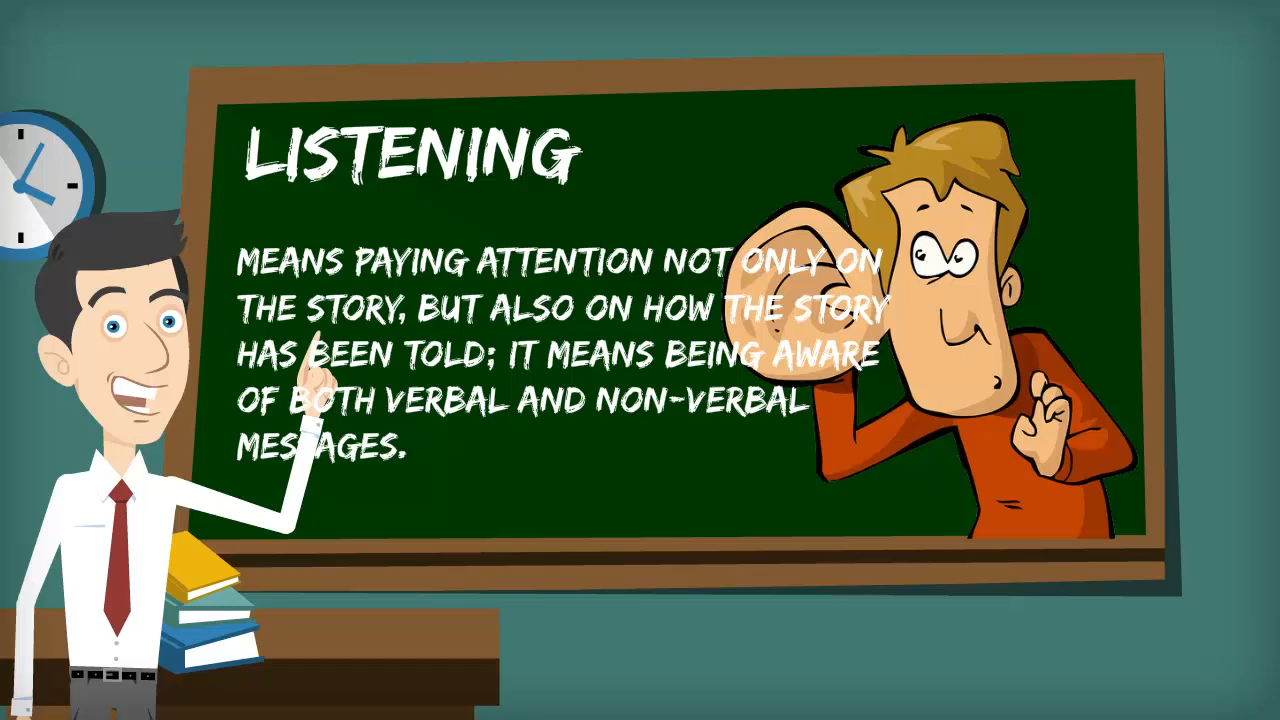 LISTENING
MEANS PAYING ATTENTION NOT ONLY ON
THE STORY, BUT ALSO ON HOW THE STORY
HAS BEEN TOLD; IT MEANS BEING AWARE
OF BOTH VERBAL AND NON-VERBAL
MESSAGES.